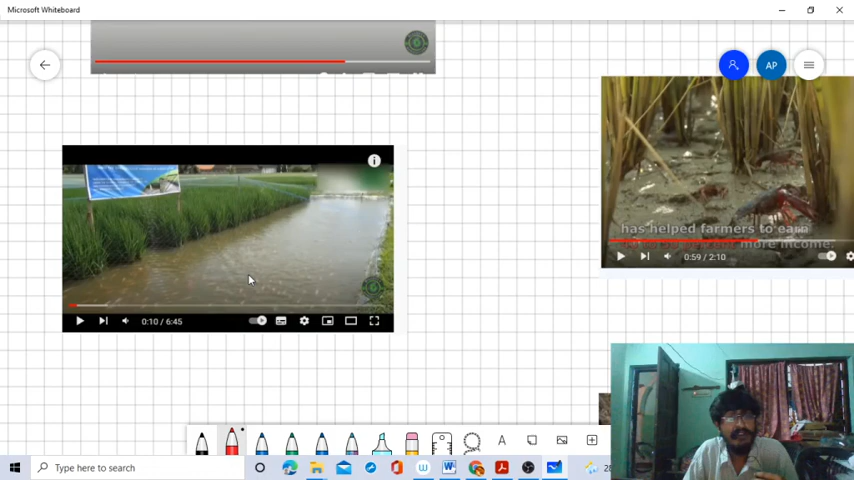 Microsoft Whiteboard
AP
has helped farmers to earn
more income.
0:59 / 2:10
0:10 / 6:45
A
Type here to search